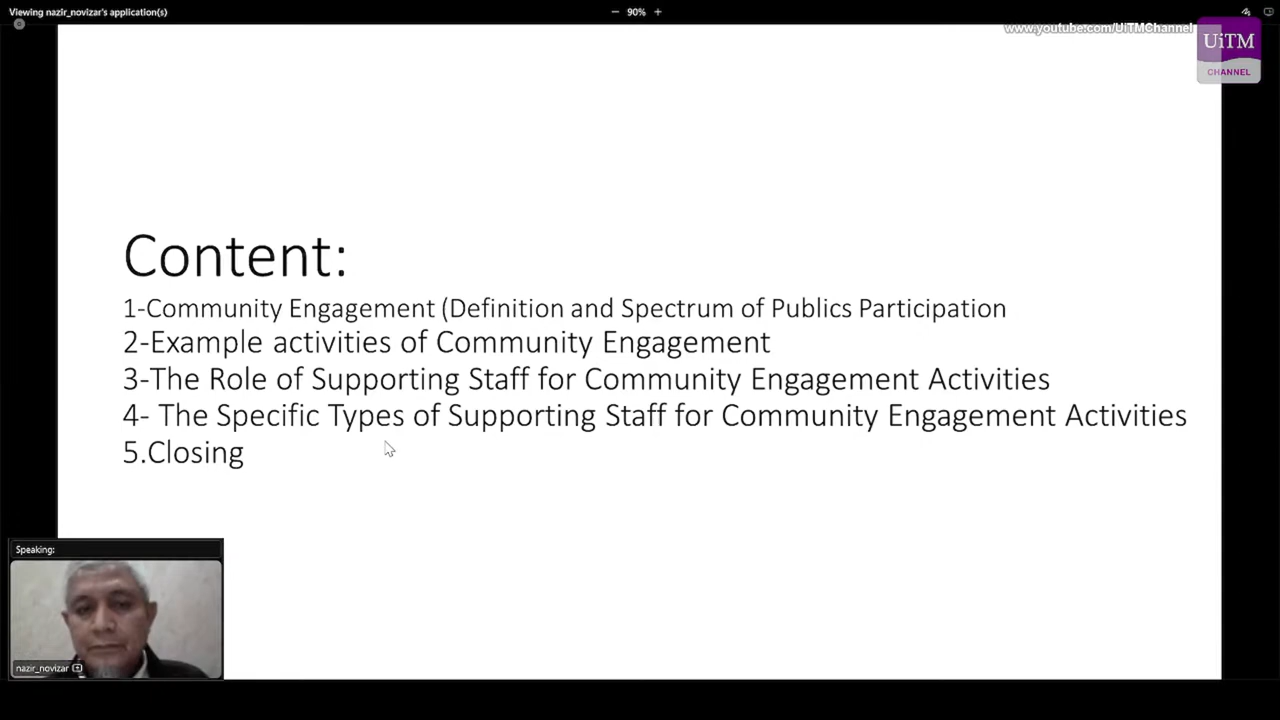 Viewing nazir_novizar's application(s)
− 90% +
www.youtube.com/UiTMChannel
UiTM
CHANNEL
Content:
1-Community Engagement (Definition and Spectrum of Publics Participation
2-Example activities of Community Engagement
3-The Role of Supporting Staff for Community Engagement Activities
4- The Specific Types of Supporting Staff for Community Engagement Activities
5.Closing
Speaking:
nazir_novizar